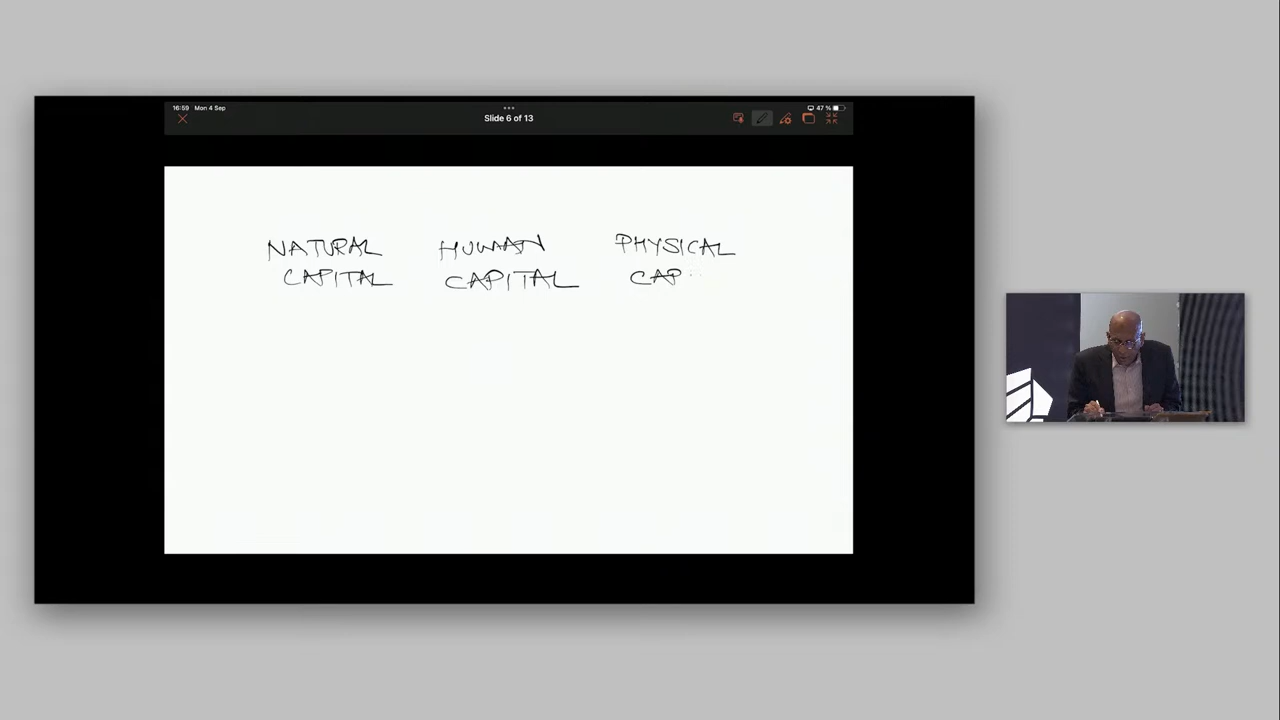 16:59 Mon 4 Sep
47 %
Slide 6 of 13
NATURAL HUMAN PHYSICAL
CAPITAL CAPITAL CAP